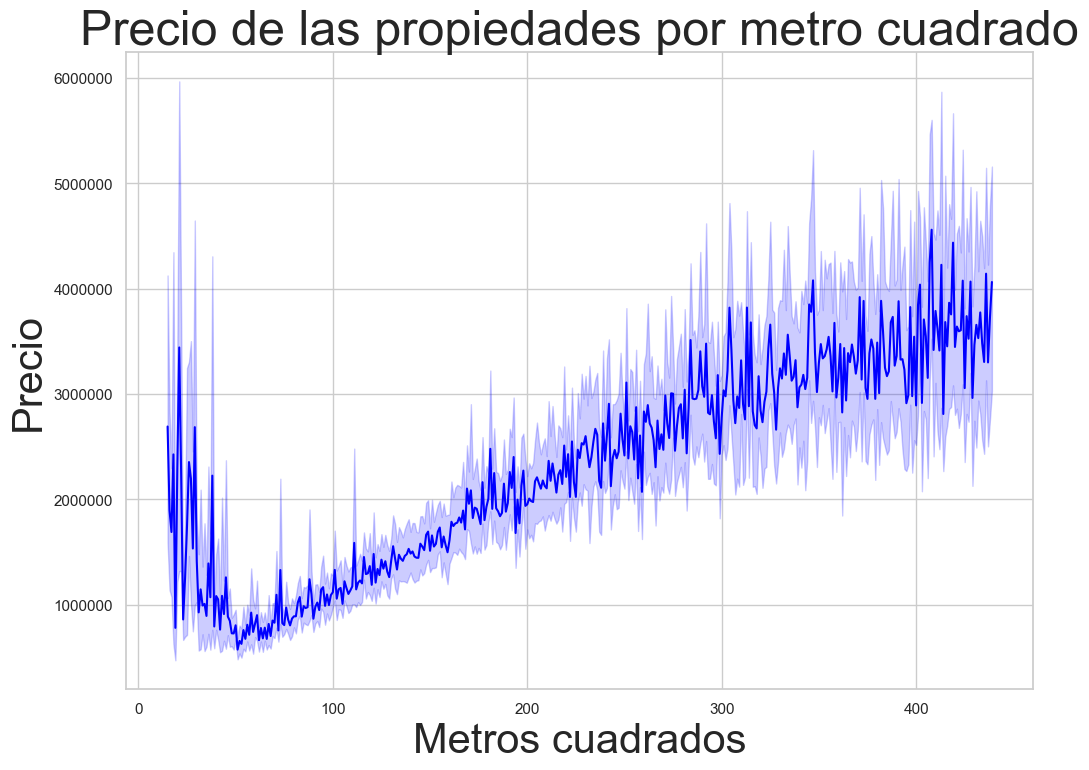 Precio de las propiedades por metro cuadrado
6000000
5000000
4000000
3000000
2000000
1000000
Precio
0 100 200 300 400
Metros cuadrados